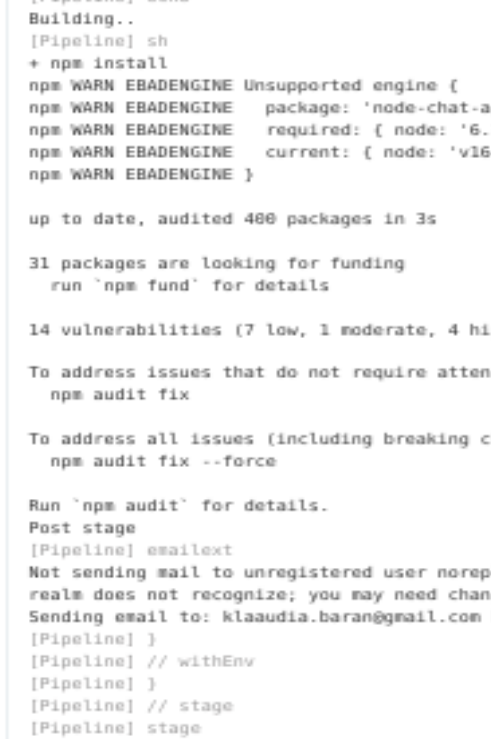 Building..
[Pipeline] sh
+ npm install
npm WARN EBADENGINE Unsupported engine {
npm WARN EBADENGINE   package: 'node-chat-a
npm WARN EBADENGINE   required: { node: '6.
npm WARN EBADENGINE   current: { node: 'v16
npm WARN EBADENGINE }
up to date, audited 400 packages in 3s
31 packages are looking for funding
  run `npm fund` for details
14 vulnerabilities (7 low, 1 moderate, 4 hi
To address issues that do not require atten
  npm audit fix
To address all issues (including breaking c
  npm audit fix --force
Run `npm audit` for details.
Post stage
[Pipeline] emailext
Not sending mail to unregistered user norep
realm does not recognize; you may need chan
Sending email to: klaaudia.baran@gmail.com
[Pipeline] }
[Pipeline] // withEnv
[Pipeline] }
[Pipeline] // stage
[Pipeline] stage